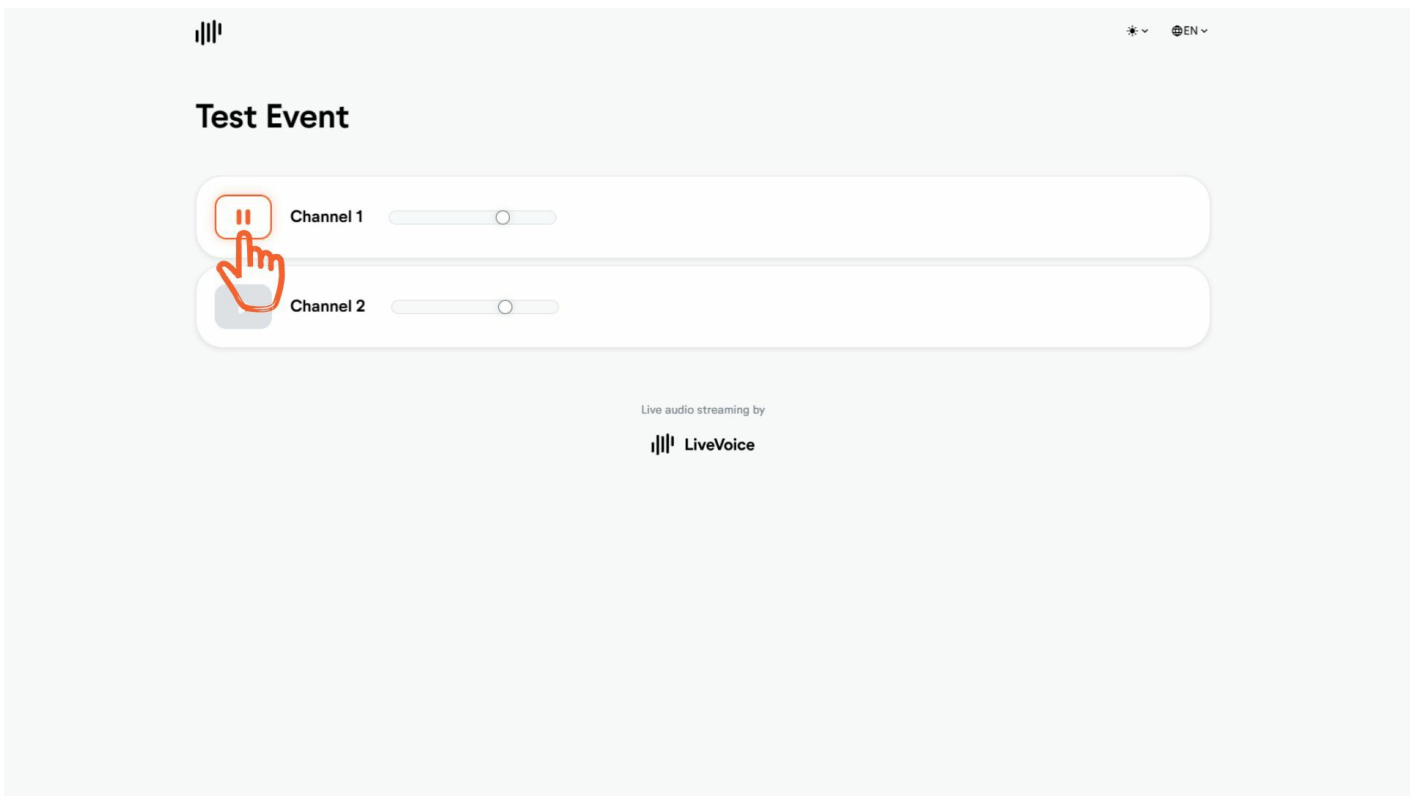 EN
Test Event
Channel 1
Channel 2
Live audio streaming by
LiveVoice